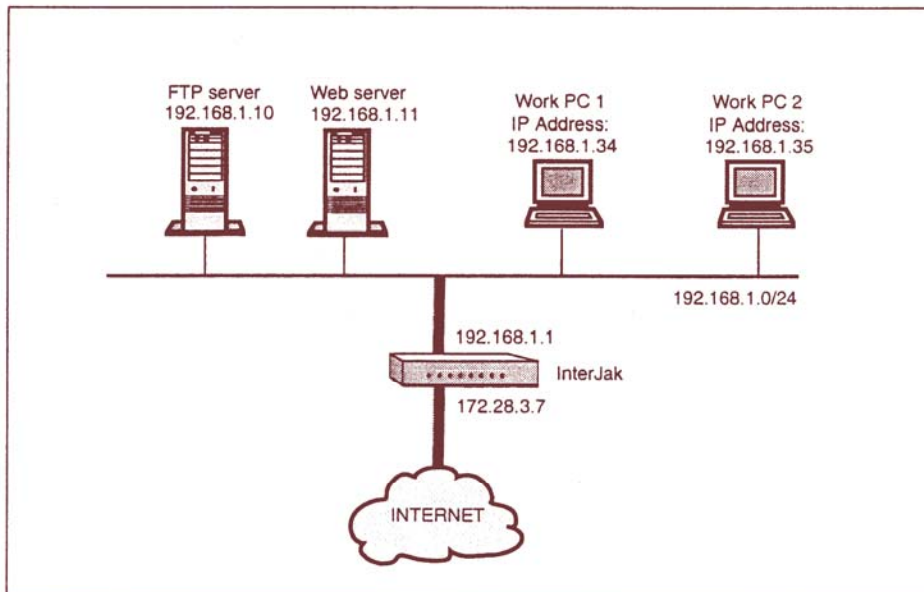 FTP server
192.168.1.10
Web server
192.168.1.11
Work PC 1
IP Address:
192.168.1.34
Work PC 2
IP Address:
192.168.1.35
192.168.1.0/24
192.168.1.1
InterJak
172.28.3.7
INTERNET